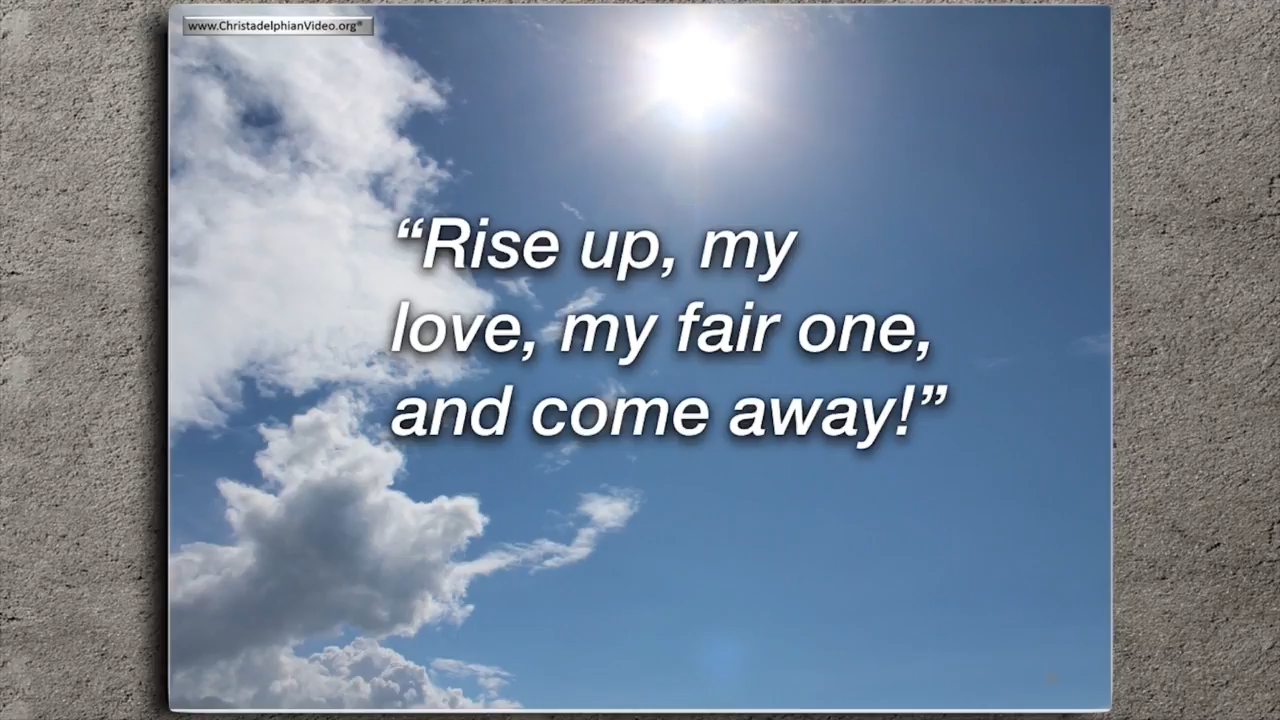 www.ChristadelphianVideo.org®
“Rise up, my
love, my fair one,
and come away!”